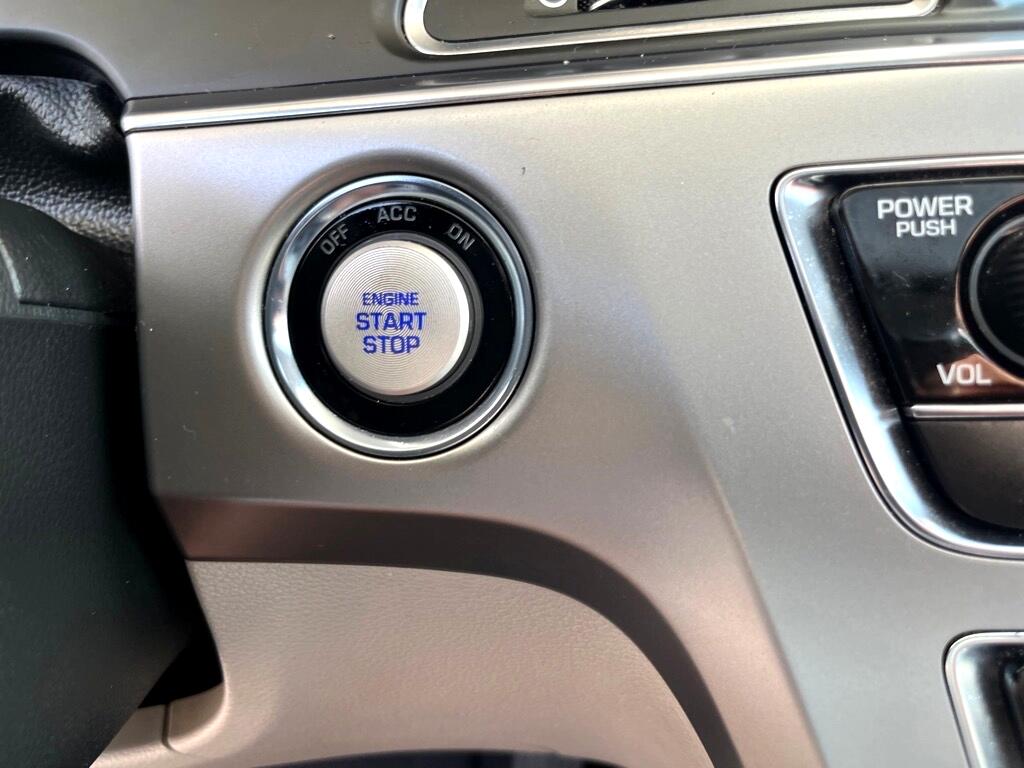 OFF ACC ON
ENGINE
START
STOP
POWER
PUSH
VOL